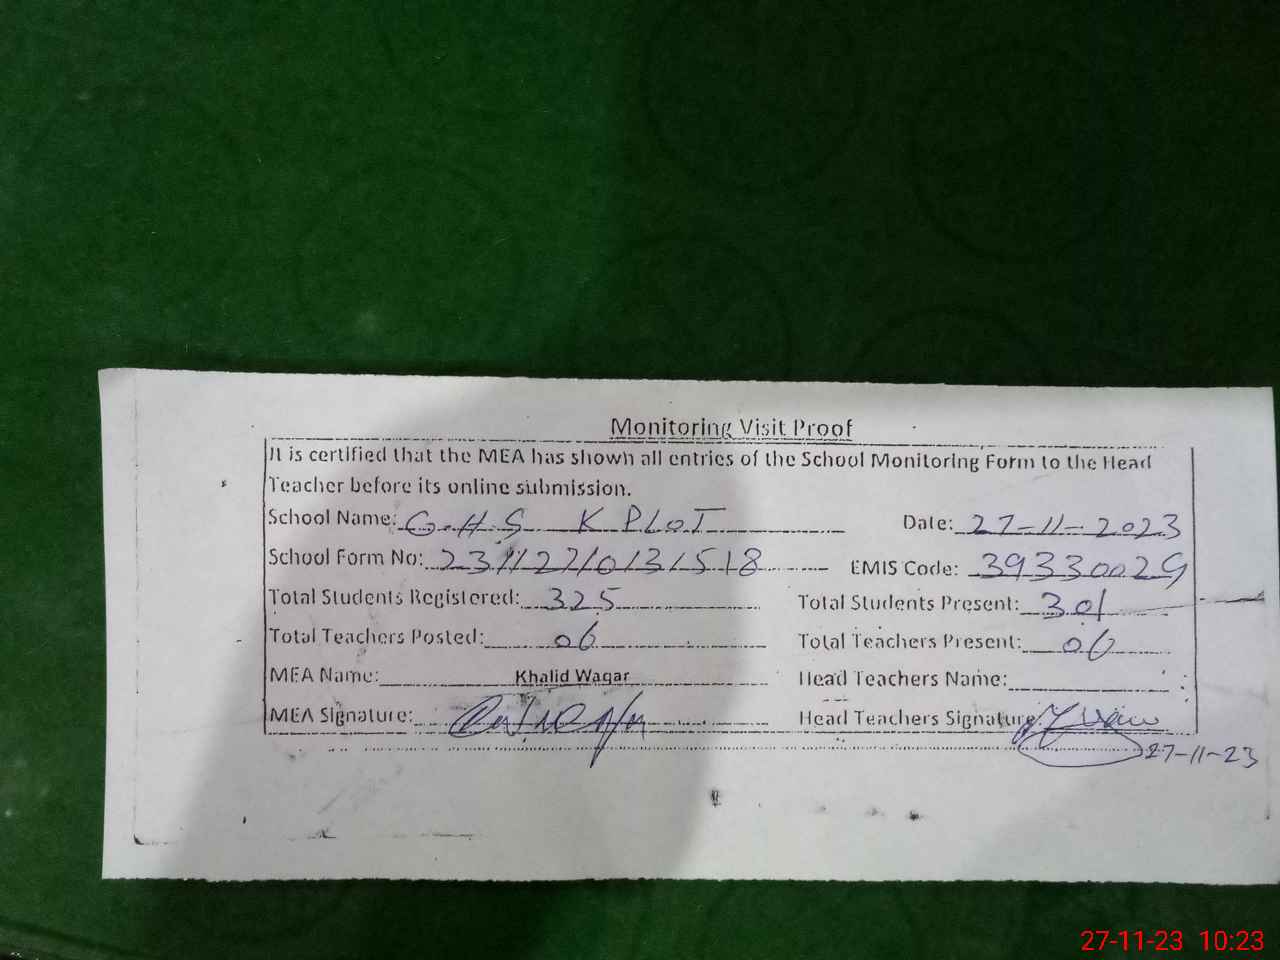 Monitoring Visit Proof
It is certified that the MEA has shown all entries of the School Monitoring Form to the Head
Teacher before its online submission.
School Name: G.H.S K PLOT Date: 27-11-2023
School Form No: 231127/0131518 EMIS Code: 39330029
Total Students Registered: 325 Total Students Present: 301
Total Teachers Posted: 06 Total Teachers Present: 06
MEA Name: Khalid Waqar Head Teachers Name:
MEA Signature: Head Teachers Signature:
27-11-23
27-11-23 10:23